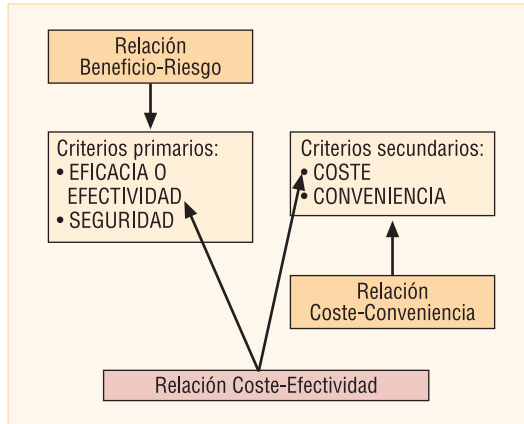 Relación
Beneficio-Riesgo
Criterios primarios:
• EFICACIA O
EFECTIVIDAD
• SEGURIDAD
Criterios secundarios:
• COSTE
• CONVENIENCIA
Relación
Coste-Conveniencia
Relación Coste-Efectividad